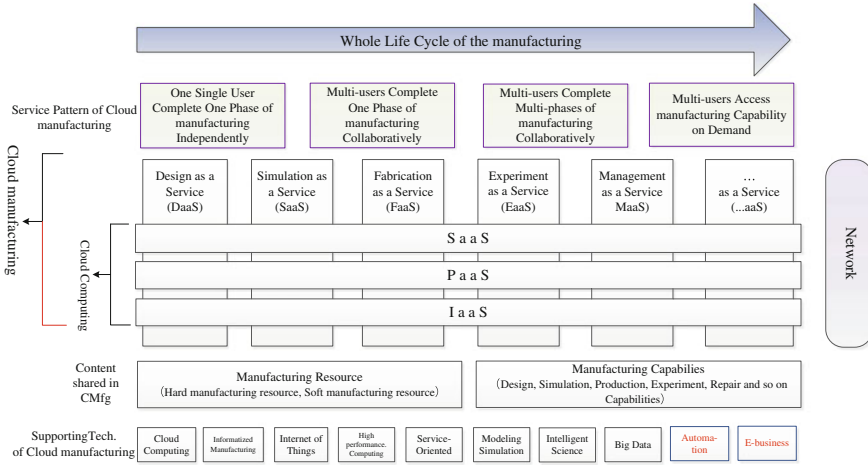 Whole Life Cycle of the manufacturing
Service Pattern of Cloud
manufacturing
One Single User
Complete One Phase of
manufacturing
Independently
Multi-users Complete
One Phase of
manufacturing
Collaboratively
Multi-users Complete
Multi-phases of
manufacturing
Collaboratively
Multi-users Access
manufacturing Capability
on Demand
Cloud manufacturing
Cloud Computing
Design as a
Service
(DaaS)
Simulation as
a Service
(SaaS)
Fabrication
as a Service
(FaaS)
Experiment
as a Service
(EaaS)
Management
as a Service
MaaS)
...
as a Service
(...aaS)
S a a S
P a a S
I a a S
Network
Content
shared in
CMfg
Manufacturing Resource
(Hard manufacturing resource, Soft manufacturing resource)
Manufacturing Capabilies
(Design, Simulation, Production, Experiment, Repair and so on
Capabilities)
SupportingTech.
of Cloud manufacturing
Cloud
Computing
Informatized
Manufacturing
Internet of
Things
High
performance.
Computing
Service-
Oriented
Modeling
Simulation
Intelligent
Science
Big Data
Automa-
tion
E-business